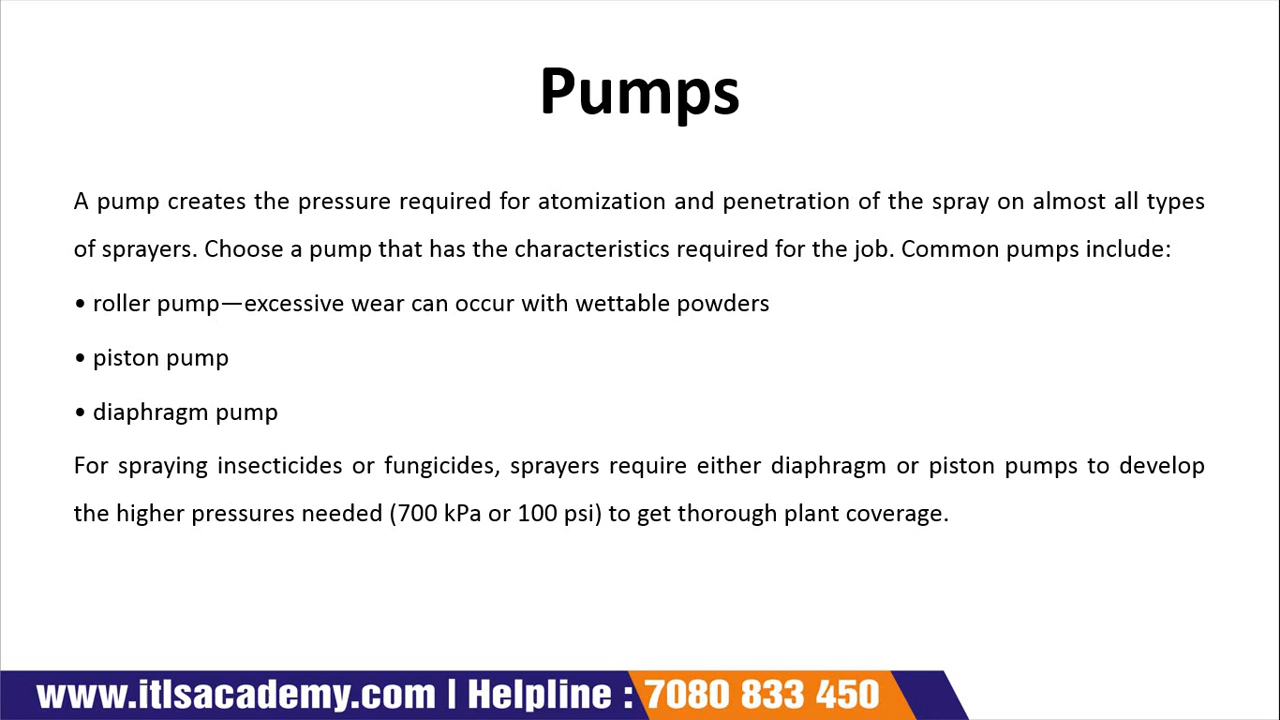 Pumps
A pump creates the pressure required for atomization and penetration of the spray on almost all types
of sprayers. Choose a pump that has the characteristics required for the job. Common pumps include:
• roller pump—excessive wear can occur with wettable powders
• piston pump
• diaphragm pump
For spraying insecticides or fungicides, sprayers require either diaphragm or piston pumps to develop
the higher pressures needed (700 kPa or 100 psi) to get thorough plant coverage.
www.itlsacademy.com | Helpline : 7080 833 450